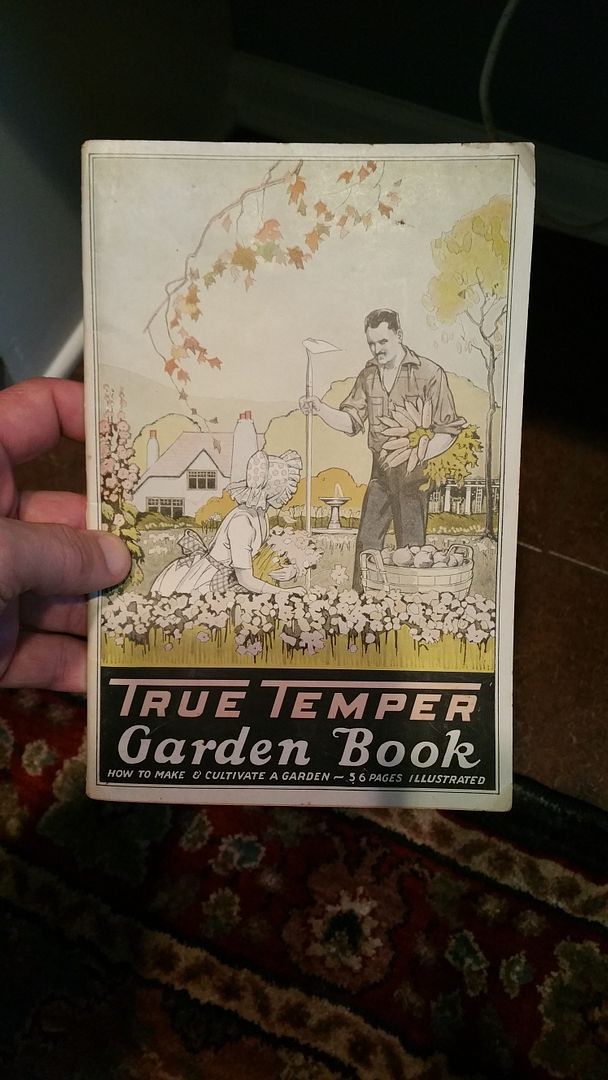 TRUE TEMPER
Garden Book
HOW TO MAKE & CULTIVATE A GARDEN ~ 56 PAGES ILLUSTRATED